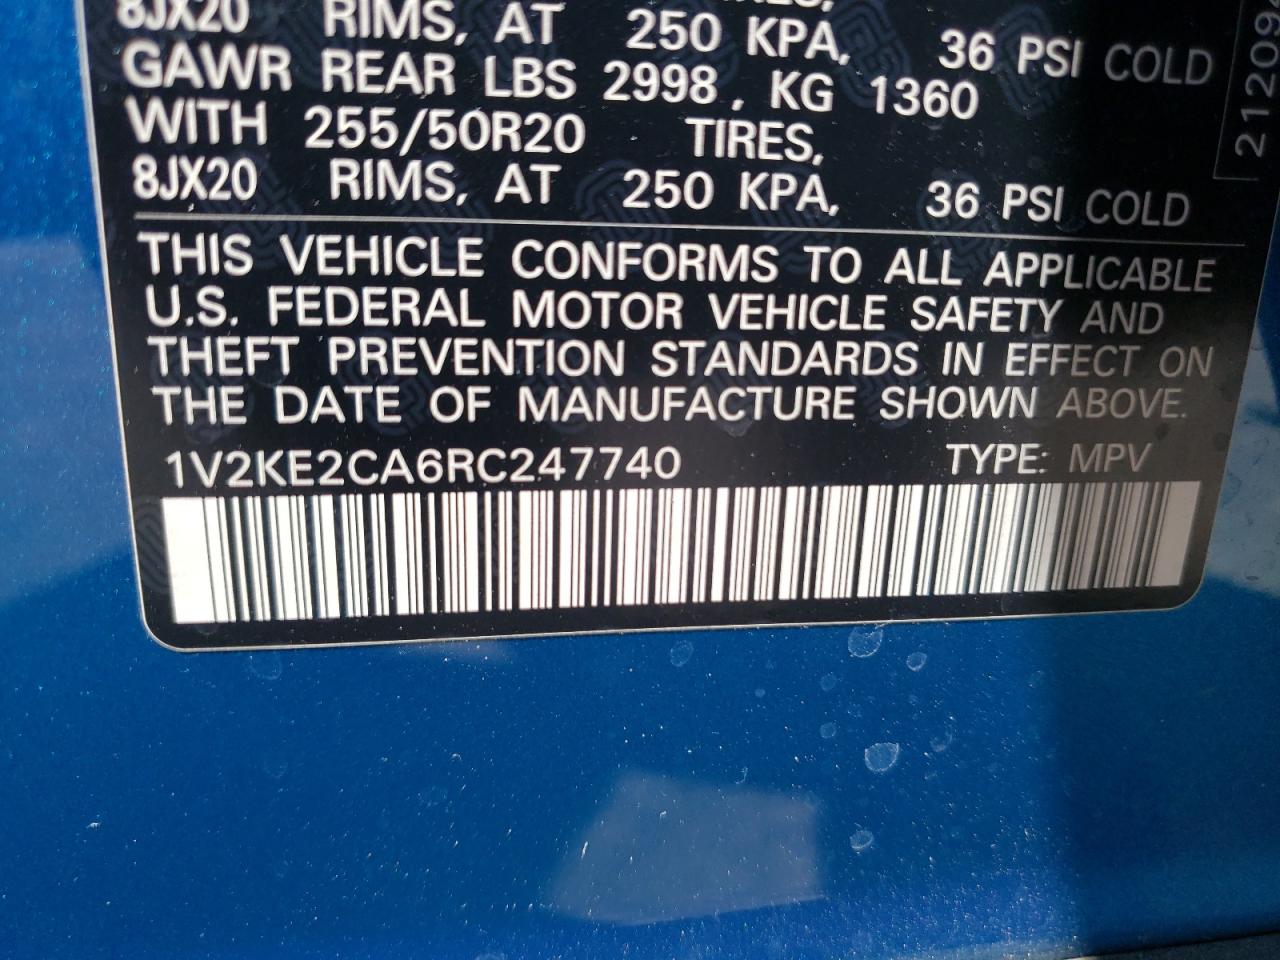 8JX20 RIMS, AT 250 KPA, 36 PSI COLD
GAWR REAR LBS 2998, KG 1360
WITH 255/50R20 TIRES,
8JX20 RIMS, AT 250 KPA, 36 PSI COLD
THIS VEHICLE CONFORMS TO ALL APPLICABLE
U.S. FEDERAL MOTOR VEHICLE SAFETY AND
THEFT PREVENTION STANDARDS IN EFFECT ON
THE DATE OF MANUFACTURE SHOWN ABOVE.
1V2KE2CA6RC247740 TYPE: MPV